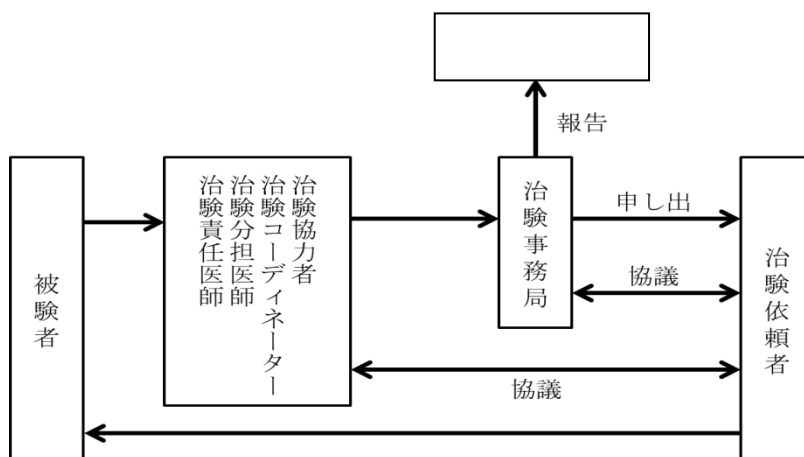 報告
被験者
治験協力者
治験コーディネーター
治験分担医師
治験責任医師
治験事務局
申し出
協議
治験依頼者
協議